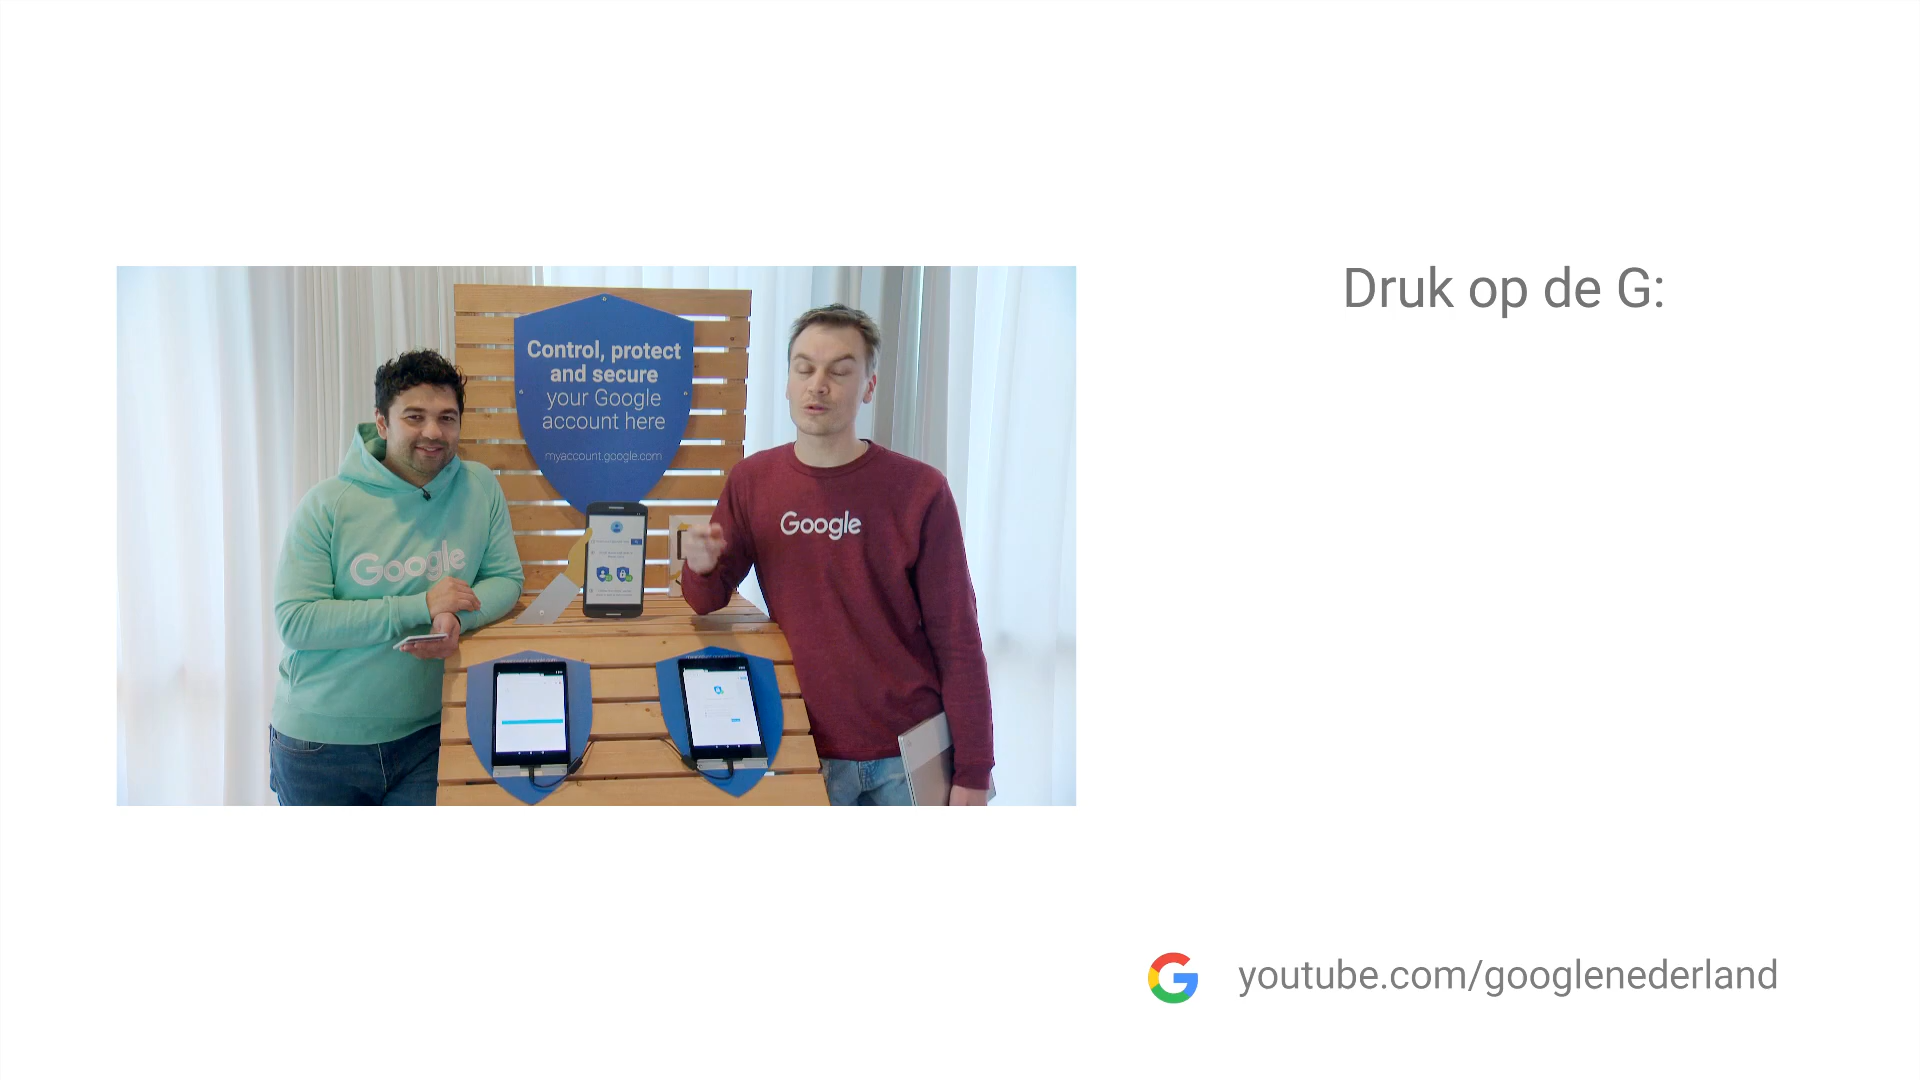 Druk op de G:
Control, protect
and secure
your Google
account here
myaccount.google.com
Google
Google
youtube.com/googlenederland